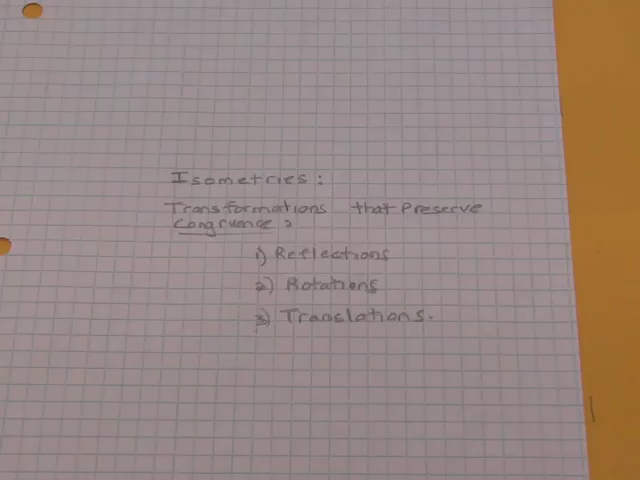 Isometries:
Transformations that Preserve
Congruence:
1) Reflections
2) Rotations
3) Translations.